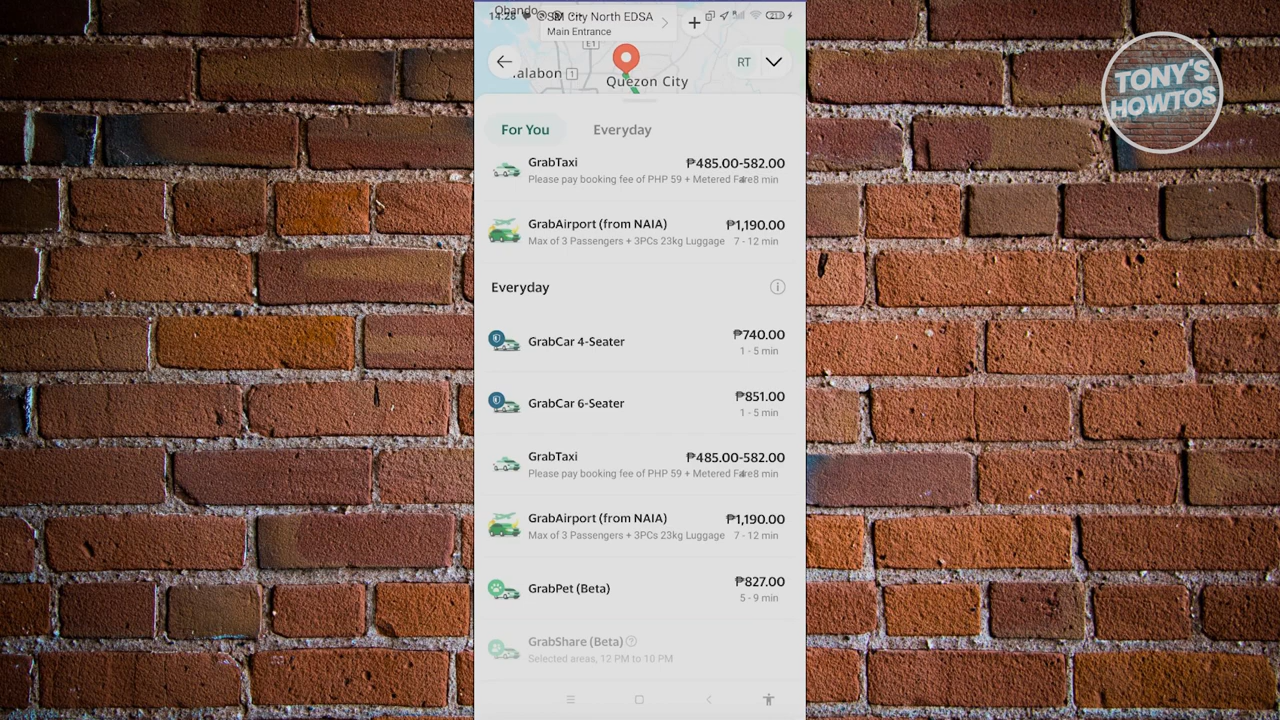 Obando
14:28
SM City North EDSA
Main Entrance
E1
alabon 1
Quezon City
RT
TONY'S
HOWTOS
For You
Everyday
GrabTaxi
₱485.00-582.00
Please pay booking fee of PHP 59 + Metered Fare
8 min
GrabAirport (from NAIA)
₱1,190.00
Max of 3 Passengers + 3PCs 23kg Luggage
7 - 12 min
Everyday
GrabCar 4-Seater
₱740.00
1 - 5 min
GrabCar 6-Seater
₱851.00
1 - 5 min
GrabTaxi
₱485.00-582.00
Please pay booking fee of PHP 59 + Metered Fare
8 min
GrabAirport (from NAIA)
₱1,190.00
Max of 3 Passengers + 3PCs 23kg Luggage
7 - 12 min
GrabPet (Beta)
₱827.00
5 - 9 min
GrabShare (Beta)
Selected areas, 12 PM to 10 PM